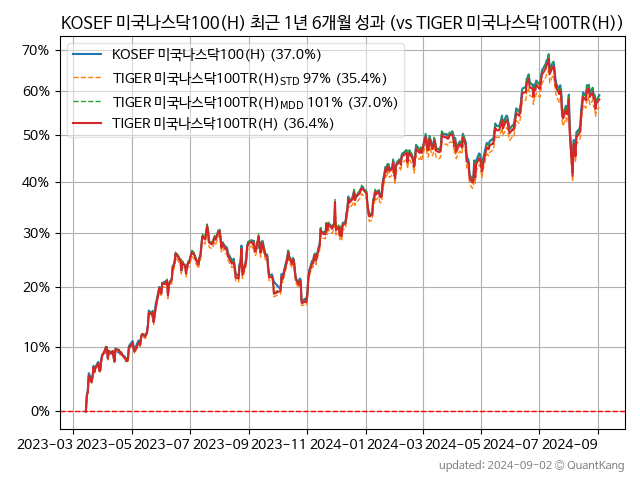 KOSEF 미국나스닥100(H) 최근 1년 6개월 성과 (vs TIGER 미국나스닥100TR(H))
KOSEF 미국나스닥100(H) (37.0%)
TIGER 미국나스닥100TR(H)STD 97% (35.4%)
TIGER 미국나스닥100TR(H)MDD 101% (37.0%)
TIGER 미국나스닥100TR(H) (36.4%)
70%
60%
50%
40%
30%
20%
10%
0%
2023-03 2023-05 2023-07 2023-09 2023-11 2024-01 2024-03 2024-05 2024-07 2024-09
updated: 2024-09-02 © QuantKang